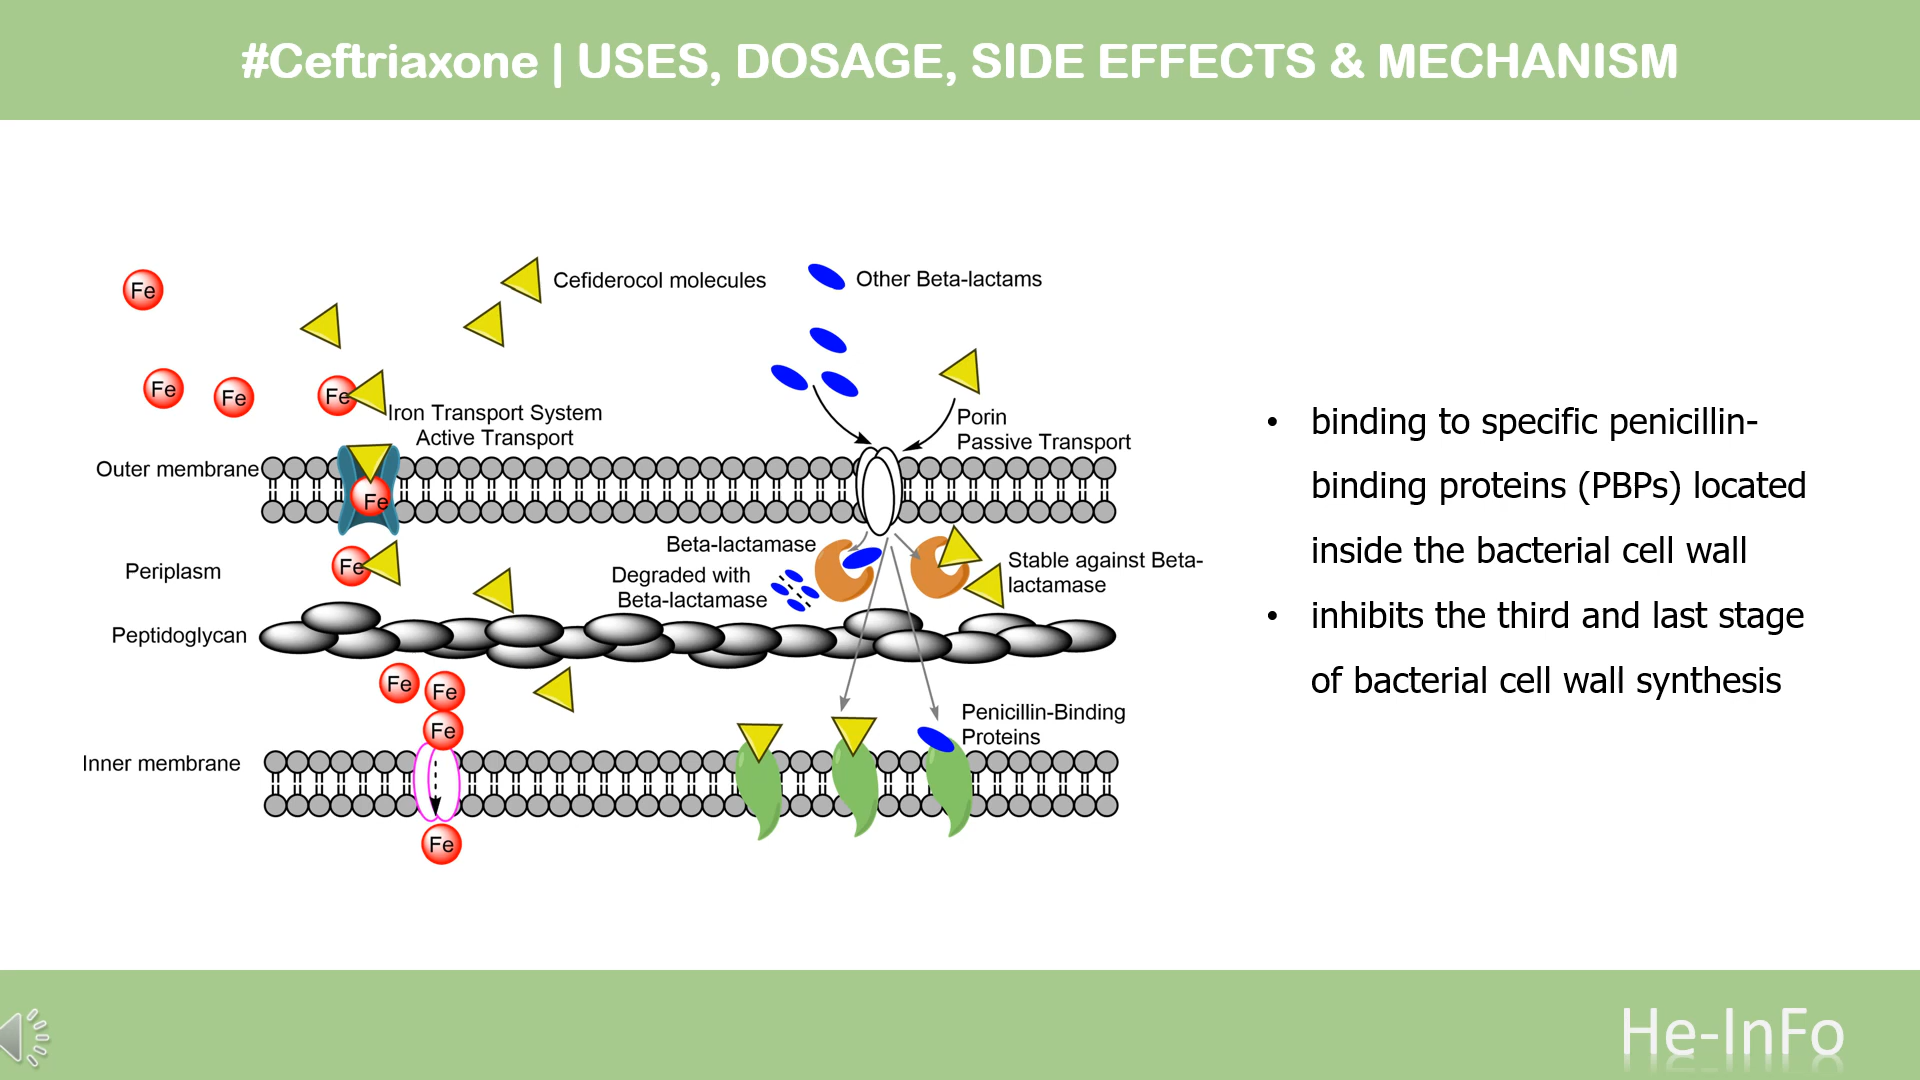 #Ceftriaxone | USES, DOSAGE, SIDE EFFECTS & MECHANISM
Fe
Cefiderocol molecules
Other Beta-lactams
Fe
Fe
Fe
Iron Transport System
Active Transport
Porin
Passive Transport
Outer membrane
Fe
Beta-lactamase
Degraded with
Beta-lactamase
Stable against Beta-
lactamase
Periplasm
Fe
Peptidoglycan
Fe
Fe
Fe
Penicillin-Binding
Proteins
Inner membrane
Fe
• binding to specific penicillin-
binding proteins (PBPs) located
inside the bacterial cell wall
• inhibits the third and last stage
of bacterial cell wall synthesis
He-InFo